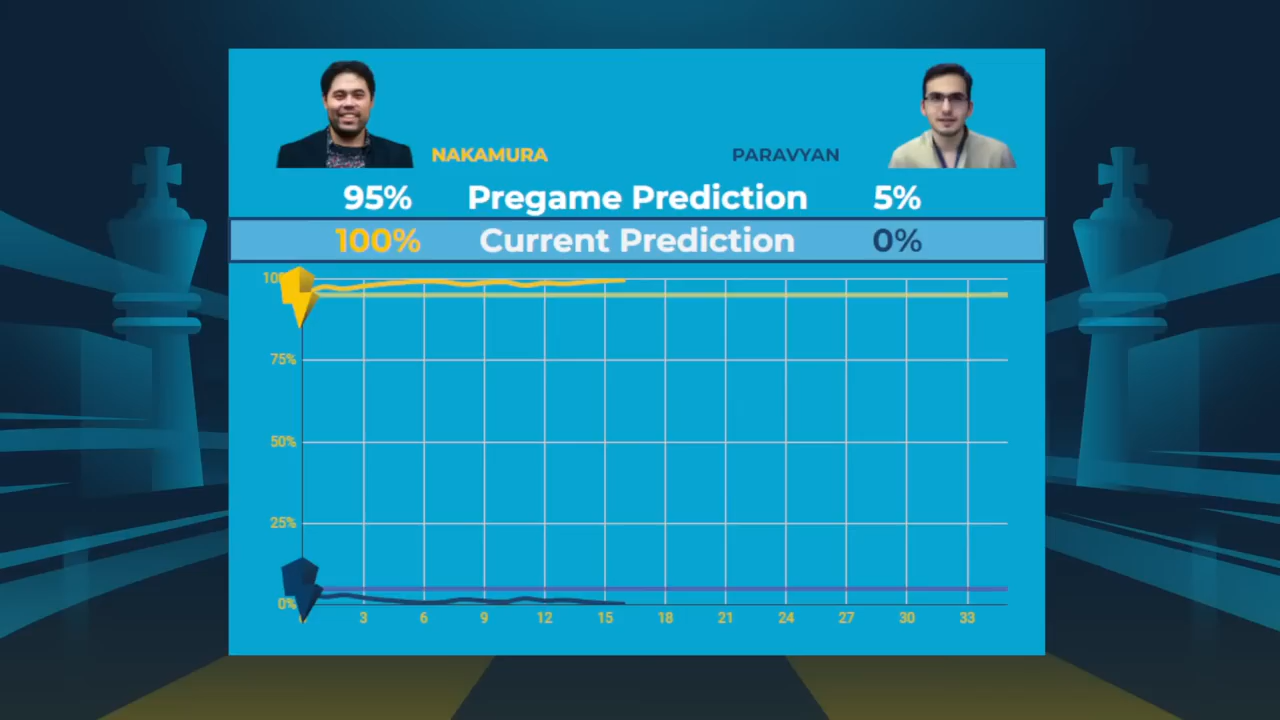 NAKAMURA PARAVYAN
95% Pregame Prediction 5%
100% Current Prediction 0%
75%
50%
25%
0%
3 6 9 12 15 18 21 24 27 30 33